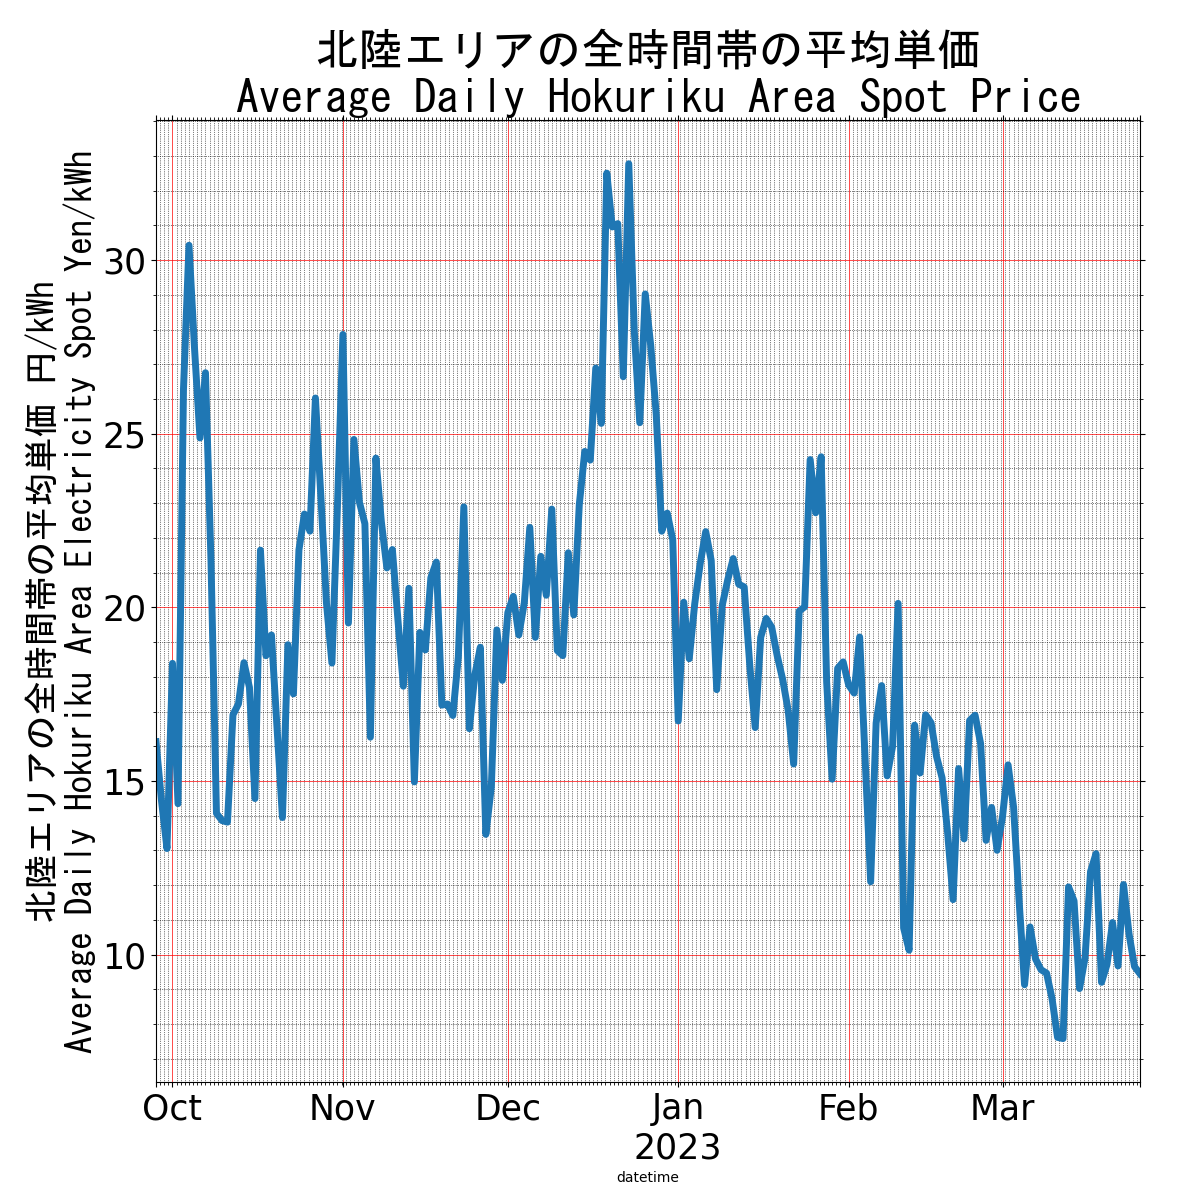 北陸エリアの全時間帯の平均単価
Average Daily Hokuriku Area Spot Price
北陸エリアの全時間帯の平均単価 円/kWh
Average Daily Hokuriku Area Electricity Spot Yen/kWh
30
25
20
15
10
Oct Nov Dec Jan Feb Mar
2023
datetime